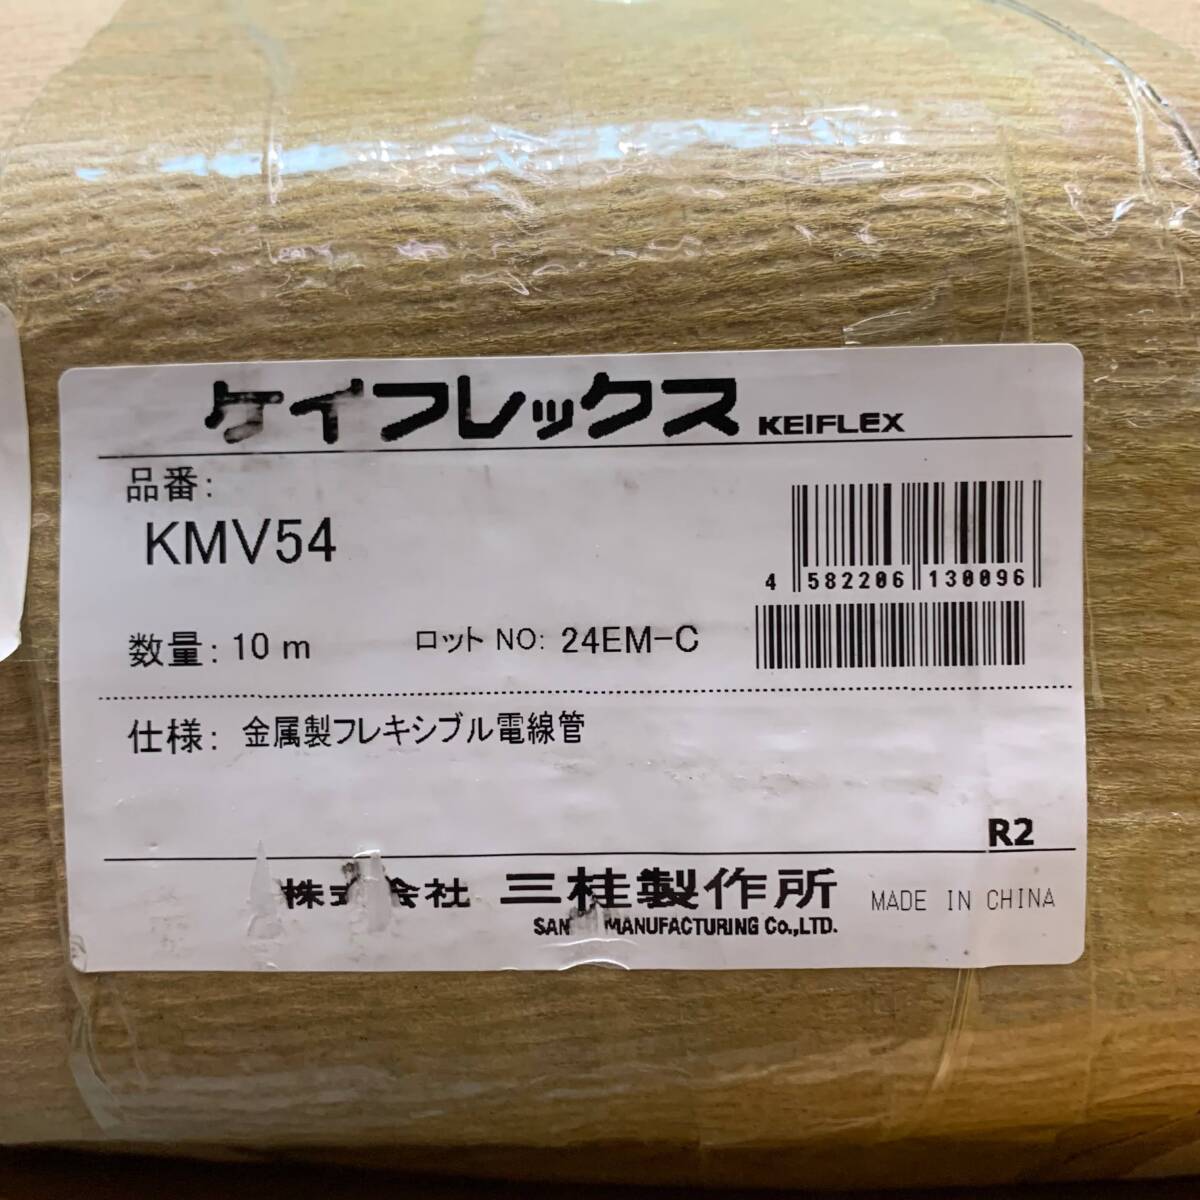 ケイフレックス KEIFLEX
品番:
KMV54
4 582206 130096
数量: 10 m ロット NO: 24EM-C
仕様: 金属製フレキシブル電線管
R2
株式会社 三桂製作所 MADE IN CHINA
MANUFACTURING Co.,LTD.